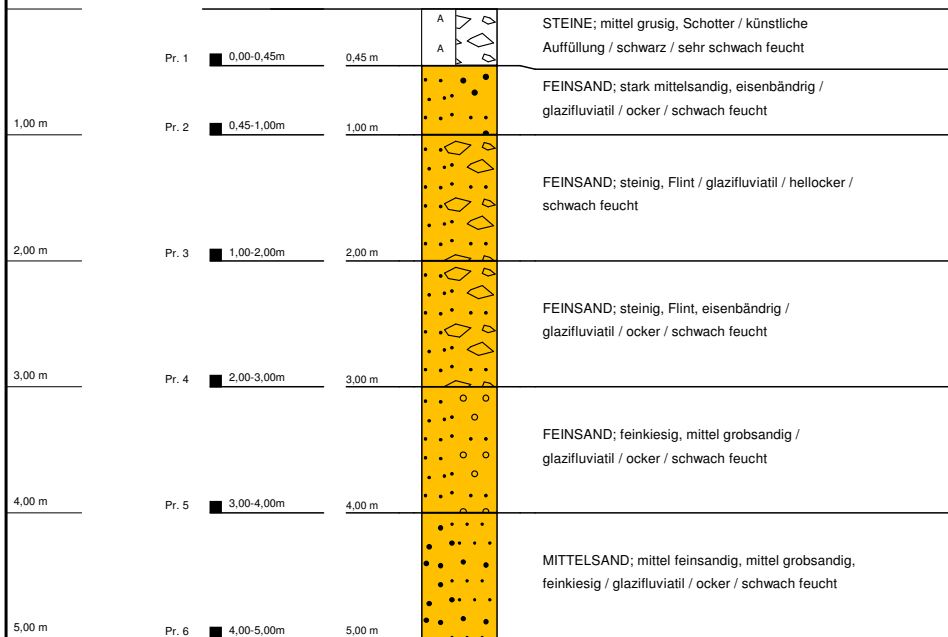 A
STEINE; mittel grusig, Schotter / künstliche
A
Auffüllung / schwarz / sehr schwach feucht
Pr. 1 0,00-0,45m 0,45 m
FEINSAND; stark mittelsandig, eisenbändrig /
glazifluviatil / ocker / schwach feucht
1,00 m Pr. 2 0,45-1,00m 1,00 m
FEINSAND; steinig, Flint / glazifluviatil / hellocker /
schwach feucht
2,00 m Pr. 3 1,00-2,00m 2,00 m
FEINSAND; steinig, Flint, eisenbändrig /
glazifluviatil / ocker / schwach feucht
3,00 m Pr. 4 2,00-3,00m 3,00 m
FEINSAND; feinkiesig, mittel grobsandig /
glazifluviatil / ocker / schwach feucht
4,00 m Pr. 5 3,00-4,00m 4,00 m
MITTELSAND; mittel feinsandig, mittel grobsandig,
feinkiesig / glazifluviatil / ocker / schwach feucht
5,00 m Pr. 6 4,00-5,00m 5,00 m